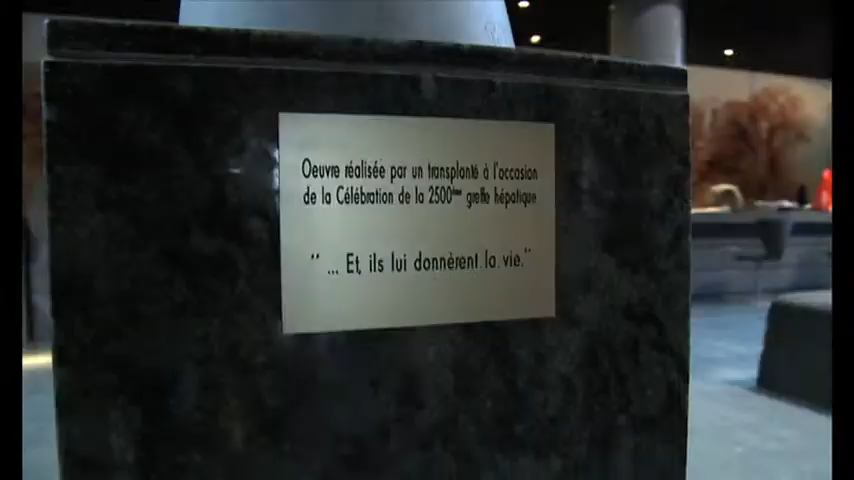 Oeuvre réalisée par un transplanté à l'occasion
de la Célébration de la 2500ème greffe hépatique
"... Et, ils lui donnèrent la vie."